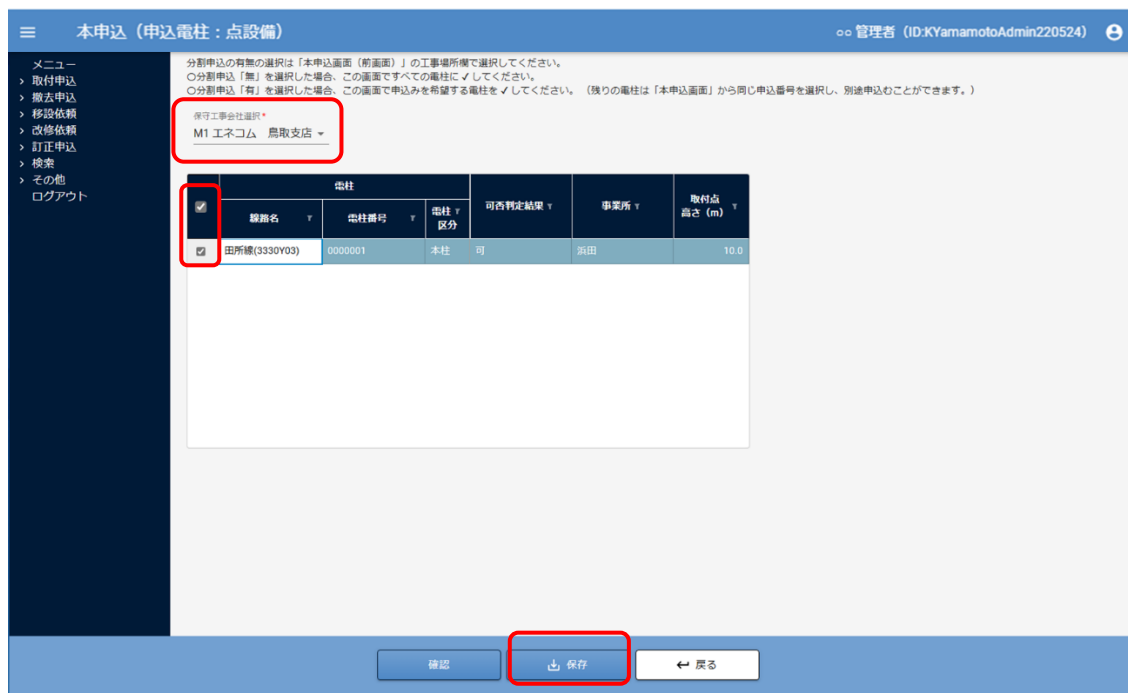 本申込（申込電柱：点設備）
○○ 管理者（ID:KYamamotoAdmin220524）
メニュー
> 取付申込
> 撤去申込
> 移設依頼
> 改修依頼
> 訂正申込
> 検索
> その他
ログアウト
分割申込の有無の選択は「本申込画面（前画面）」の工事場所欄で選択してください。
○分割申込「無」を選択した場合、この画面ですべての電柱に✓してください。
○分割申込「有」を選択した場合、この画面で申込みを希望する電柱を✓してください。（残りの電柱は「本申込画面」から同じ申込番号を選択し、別途申込むことができます。）
保守工事会社選択*
M1 エネコム 鳥取支店
電柱
線路名 電柱番号 電柱区分 可否判定結果 事業所 取付点高さ（m）
田所線(3330Y03) 0000001 本柱 可 浜田 10.0
確認 保存 戻る